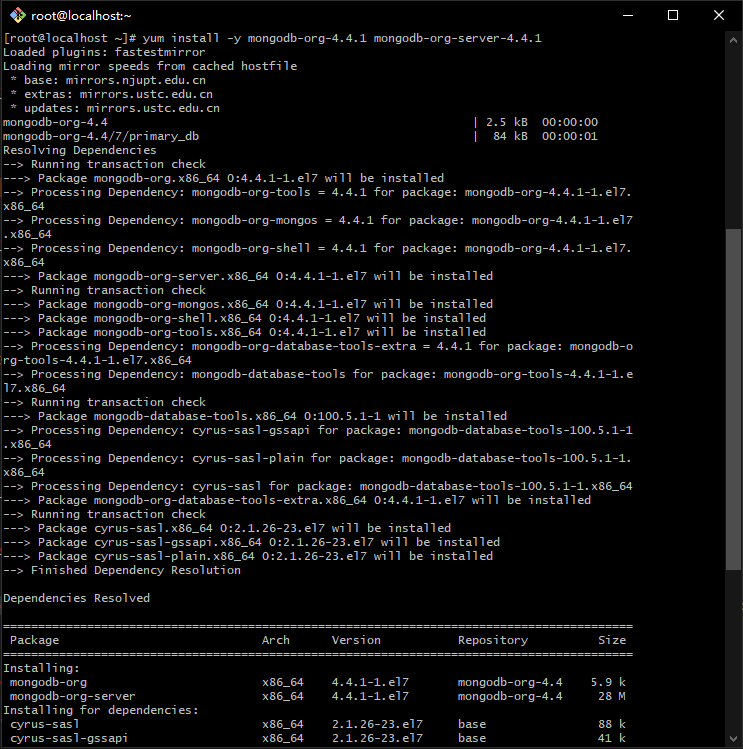 root@localhost:~
[root@localhost ~]# yum install -y mongodb-org-4.4.1 mongodb-org-server-4.4.1
Loaded plugins: fastestmirror
Loading mirror speeds from cached hostfile
 * base: mirrors.njupt.edu.cn
 * extras: mirrors.ustc.edu.cn
 * updates: mirrors.ustc.edu.cn
mongodb-org-4.4                                                    | 2.5 kB  00:00:00
mongodb-org-4.4/7/primary_db                                       |  84 kB  00:00:01
Resolving Dependencies
--> Running transaction check
---> Package mongodb-org.x86_64 0:4.4.1-1.el7 will be installed
--> Processing Dependency: mongodb-org-tools = 4.4.1 for package: mongodb-org-4.4.1-1.el7.
x86_64
--> Processing Dependency: mongodb-org-mongos = 4.4.1 for package: mongodb-org-4.4.1-1.el7
.x86_64
--> Processing Dependency: mongodb-org-shell = 4.4.1 for package: mongodb-org-4.4.1-1.el7.
x86_64
---> Package mongodb-org-server.x86_64 0:4.4.1-1.el7 will be installed
--> Running transaction check
---> Package mongodb-org-mongos.x86_64 0:4.4.1-1.el7 will be installed
---> Package mongodb-org-shell.x86_64 0:4.4.1-1.el7 will be installed
---> Package mongodb-org-tools.x86_64 0:4.4.1-1.el7 will be installed
--> Processing Dependency: mongodb-org-database-tools-extra = 4.4.1 for package: mongodb-o
rg-tools-4.4.1-1.el7.x86_64
--> Processing Dependency: mongodb-database-tools for package: mongodb-org-tools-4.4.1-1.e
l7.x86_64
--> Running transaction check
---> Package mongodb-database-tools.x86_64 0:100.5.1-1 will be installed
--> Processing Dependency: cyrus-sasl-gssapi for package: mongodb-database-tools-100.5.1-1
.x86_64
--> Processing Dependency: cyrus-sasl-plain for package: mongodb-database-tools-100.5.1-1.
x86_64
--> Processing Dependency: cyrus-sasl for package: mongodb-database-tools-100.5.1-1.x86_64
---> Package mongodb-org-database-tools-extra.x86_64 0:4.4.1-1.el7 will be installed
--> Running transaction check
---> Package cyrus-sasl.x86_64 0:2.1.26-23.el7 will be installed
---> Package cyrus-sasl-gssapi.x86_64 0:2.1.26-23.el7 will be installed
---> Package cyrus-sasl-plain.x86_64 0:2.1.26-23.el7 will be installed
--> Finished Dependency Resolution
Dependencies Resolved
==========================================================================================
 Package                             Arch      Version           Repository          Size
==========================================================================================
Installing:
 mongodb-org                         x86_64    4.4.1-1.el7       mongodb-org-4.4    5.9 k
 mongodb-org-server                  x86_64    4.4.1-1.el7       mongodb-org-4.4     28 M
Installing for dependencies:
 cyrus-sasl                          x86_64    2.1.26-23.el7     base                88 k
 cyrus-sasl-gssapi                   x86_64    2.1.26-23.el7     base                41 k